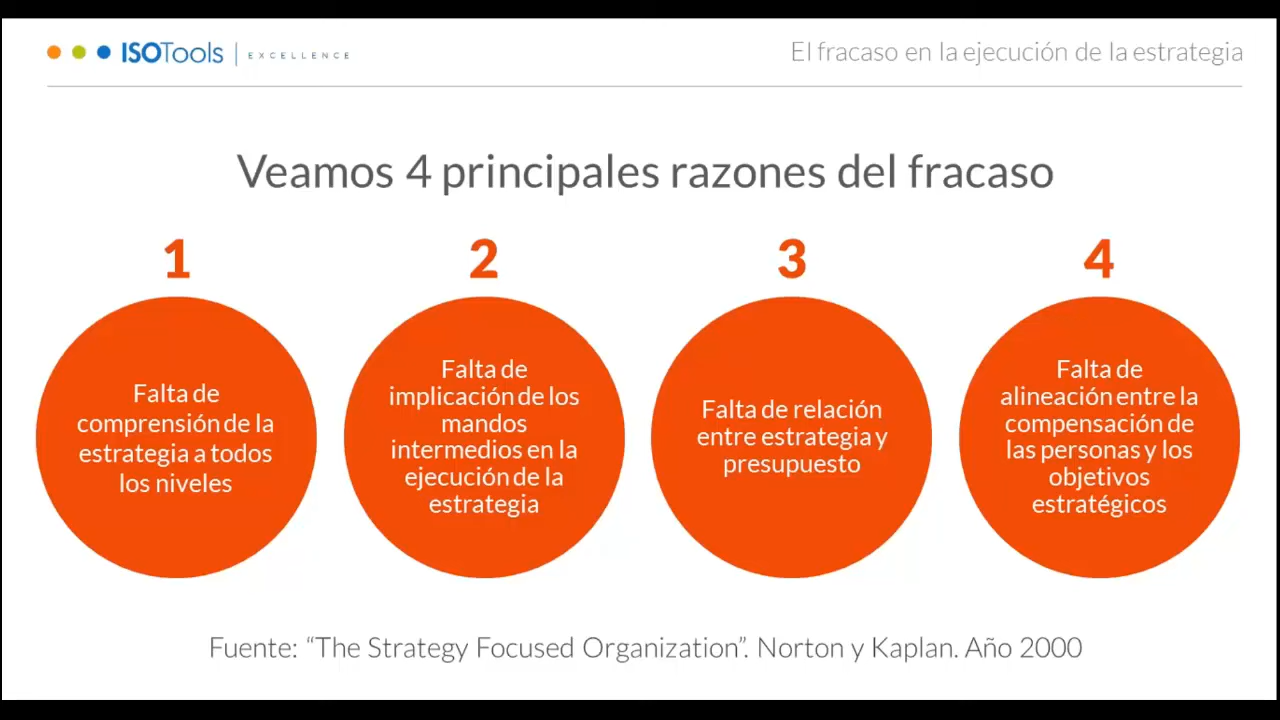 ISOTools | EXCELLENCE
El fracaso en la ejecución de la estrategia
Veamos 4 principales razones del fracaso
1
Falta de
comprensión de la
estrategia a todos
los niveles
2
Falta de
implicación de los
mandos
intermedios en la
ejecución de la
estrategia
3
Falta de relación
entre estrategia y
presupuesto
4
Falta de
alineación entre la
compensación de
las personas y los
objetivos
estratégicos
Fuente: “The Strategy Focused Organization”. Norton y Kaplan. Año 2000